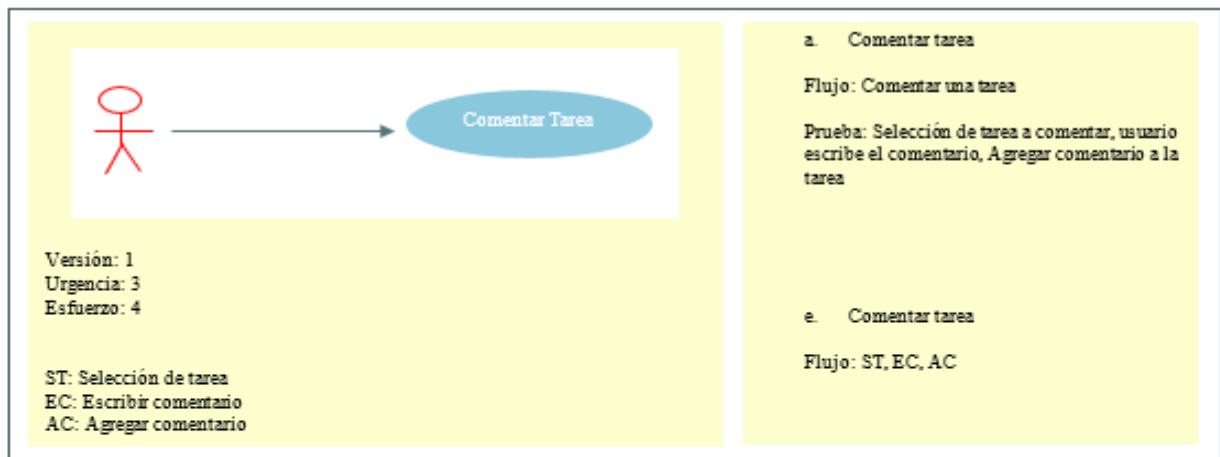 Comentar Tarea
Versión: 1
Urgencia: 3
Esfuerzo: 4
ST: Selección de tarea
EC: Escribir comentario
AC: Agregar comentario
a. Comentar tarea
Flujo: Comentar una tarea
Prueba: Selección de tarea a comentar, usuario
escribe el comentario, Agregar comentario a la
tarea
e. Comentar tarea
Flujo: ST, EC, AC